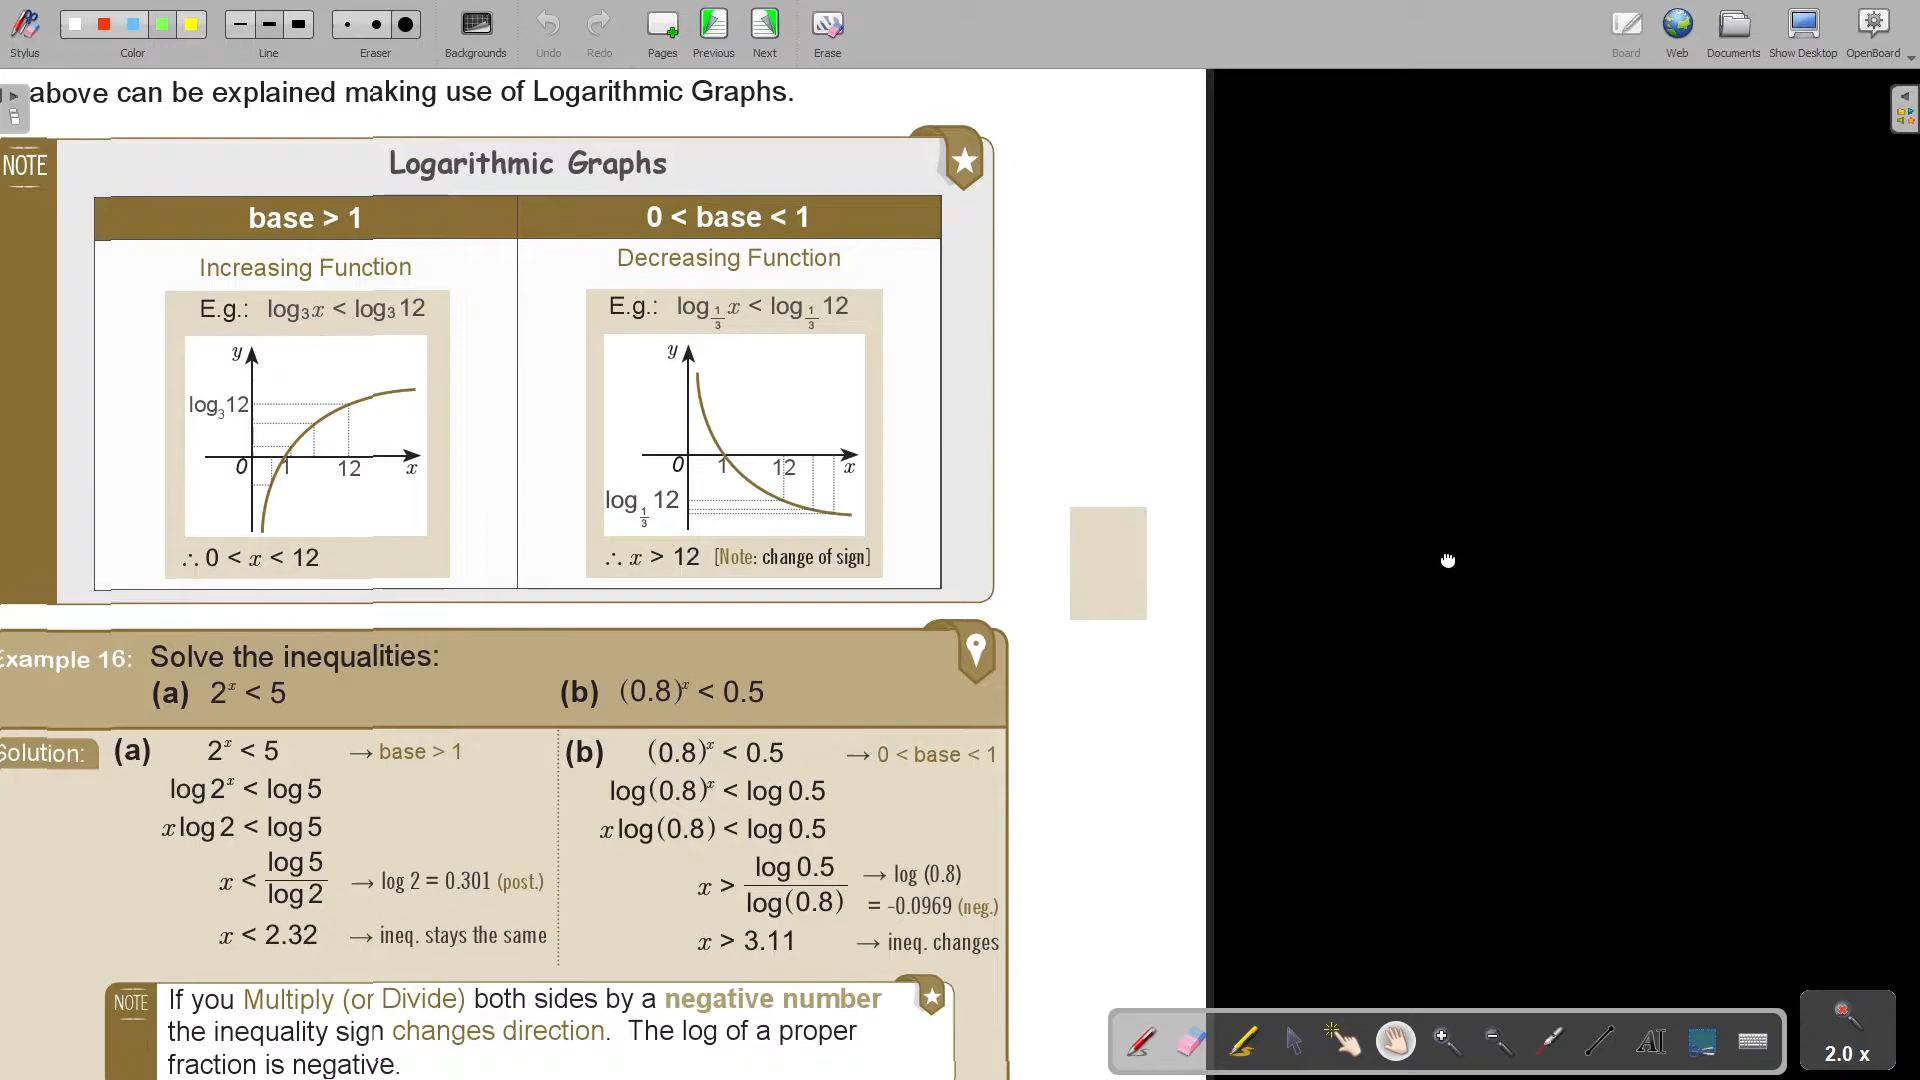 Stylus
Color
Line
Eraser
Backgrounds
Undo
Redo
Pages
Previous
Next
Erase
Board
Web
Documents
Show Desktop
OpenBoard
above can be explained making use of Logarithmic Graphs.
NOTE
Logarithmic Graphs
base > 1
0 < base < 1
Increasing Function
Decreasing Function
E.g.: log₃x < log₃12
E.g.: log_{1/3} x < log_{1/3} 12
y
log₃12
0
1
12
x
y
0
1
12
x
log_{1/3} 12
∴ 0 < x < 12
∴ x > 12 [Note: change of sign]
Example 16: Solve the inequalities:
(a) 2ˣ < 5
(b) (0.8)ˣ < 0.5
Solution:
(a) 2ˣ < 5 → base > 1
log 2ˣ < log 5
x log 2 < log 5
x < log 5 / log 2 → log 2 = 0.301 (post.)
x < 2.32 → ineq. stays the same
(b) (0.8)ˣ < 0.5 → 0 < base < 1
log(0.8)ˣ < log 0.5
x log(0.8) < log 0.5
x > log 0.5 / log(0.8) → log (0.8)
= -0.0969 (neg.)
x > 3.11 → ineq. changes
NOTE
If you Multiply (or Divide) both sides by a negative number
the inequality sign changes direction. The log of a proper
fraction is negative.
AI
2.0 x